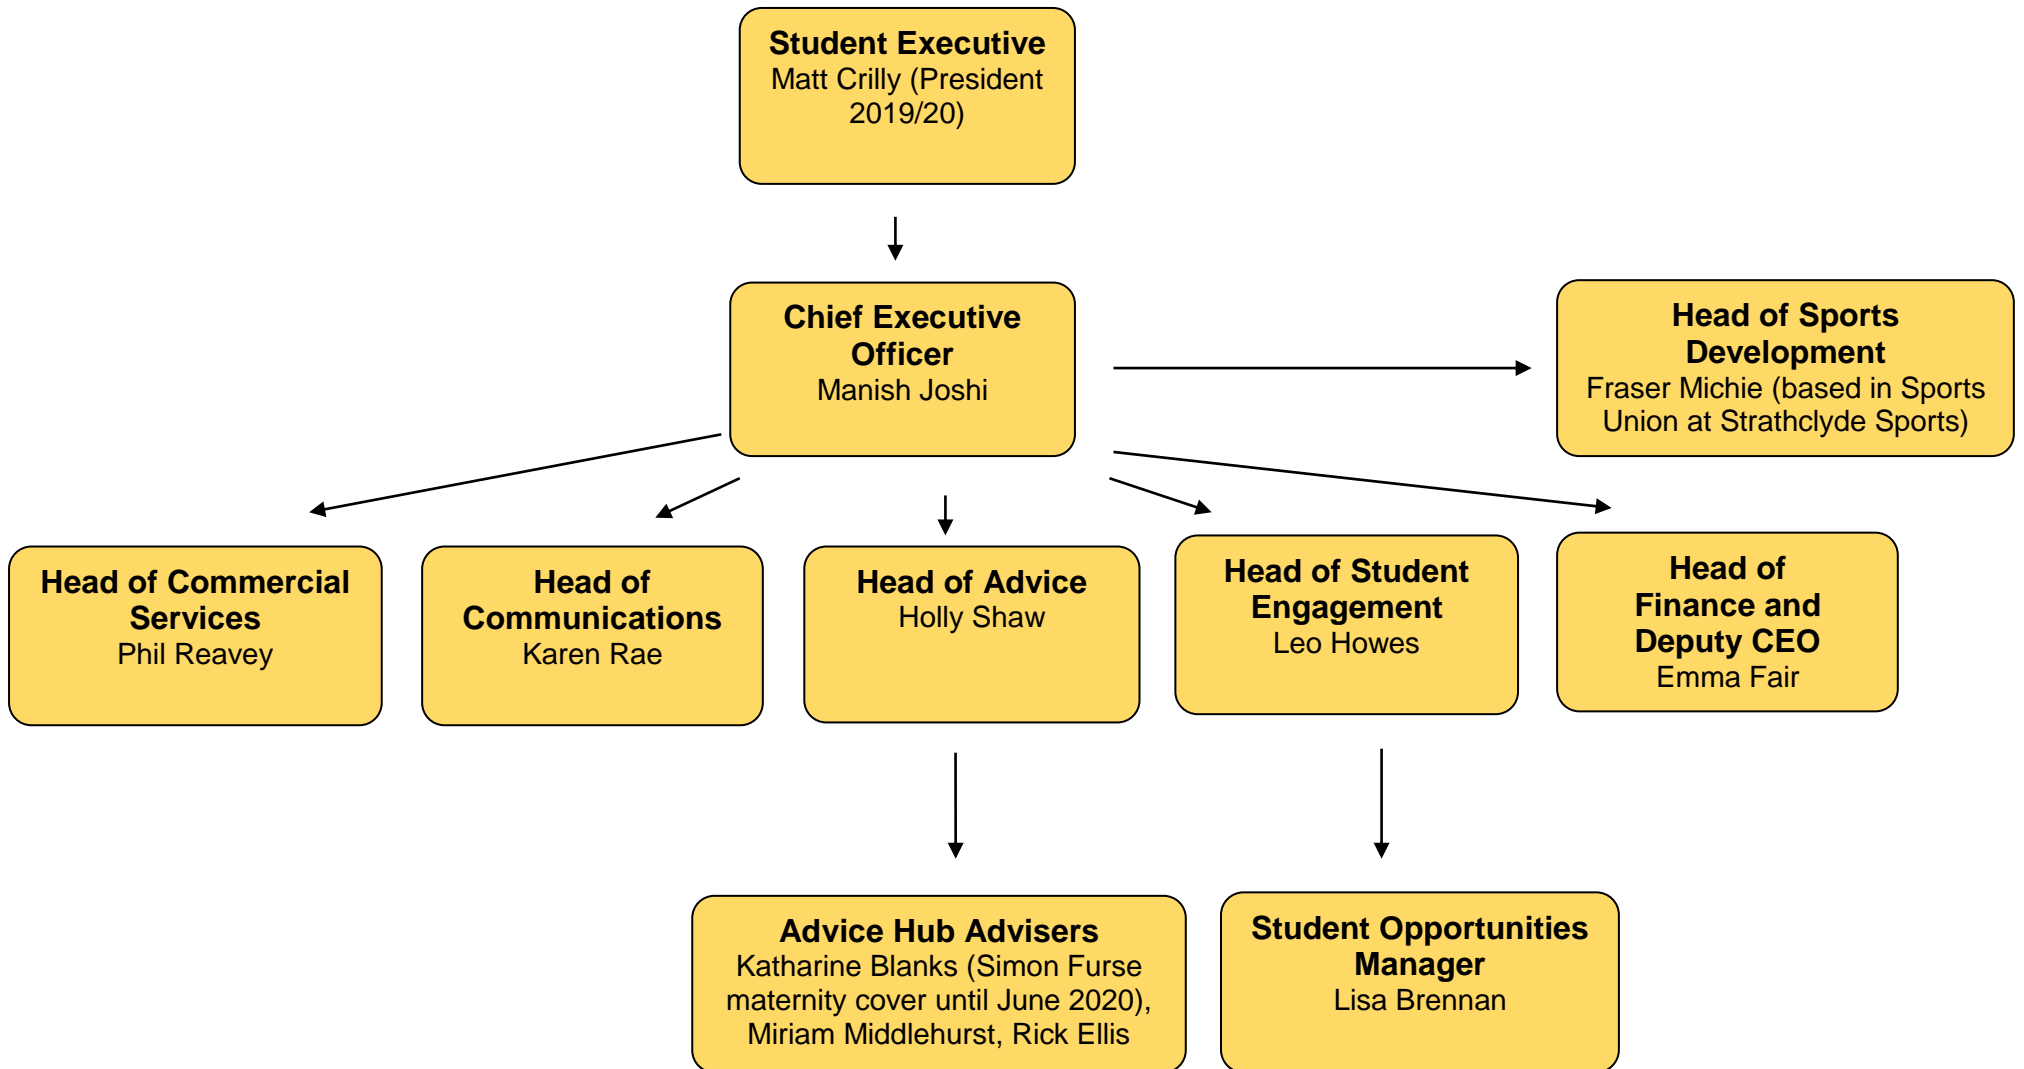 Student Executive
Matt Crilly (President
2019/20)
Chief Executive
Officer
Manish Joshi
Head of Sports
Development
Fraser Michie (based in Sports
Union at Strathclyde Sports)
Head of Commercial
Services
Phil Reavey
Head of
Communications
Karen Rae
Head of Advice
Holly Shaw
Head of Student
Engagement
Leo Howes
Head of
Finance and
Deputy CEO
Emma Fair
Advice Hub Advisers
Katharine Blanks (Simon Furse
maternity cover until June 2020),
Miriam Middlehurst, Rick Ellis
Student Opportunities
Manager
Lisa Brennan